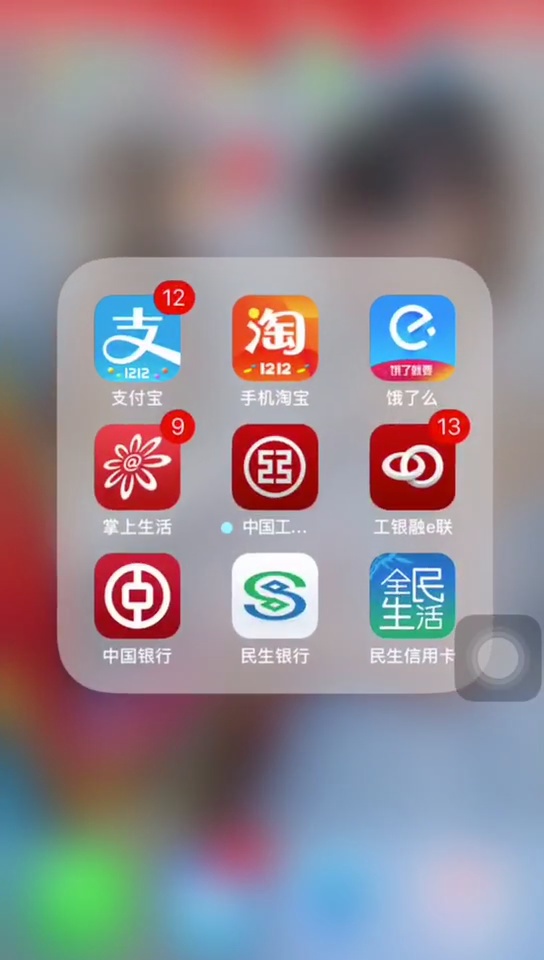 12
支
1212
支付宝
淘
1212
手机淘宝
饿了就要
饿了么
9
掌上生活
中国工...
13
工银融e联
中国银行
民生银行
全民
生活
民生信用卡